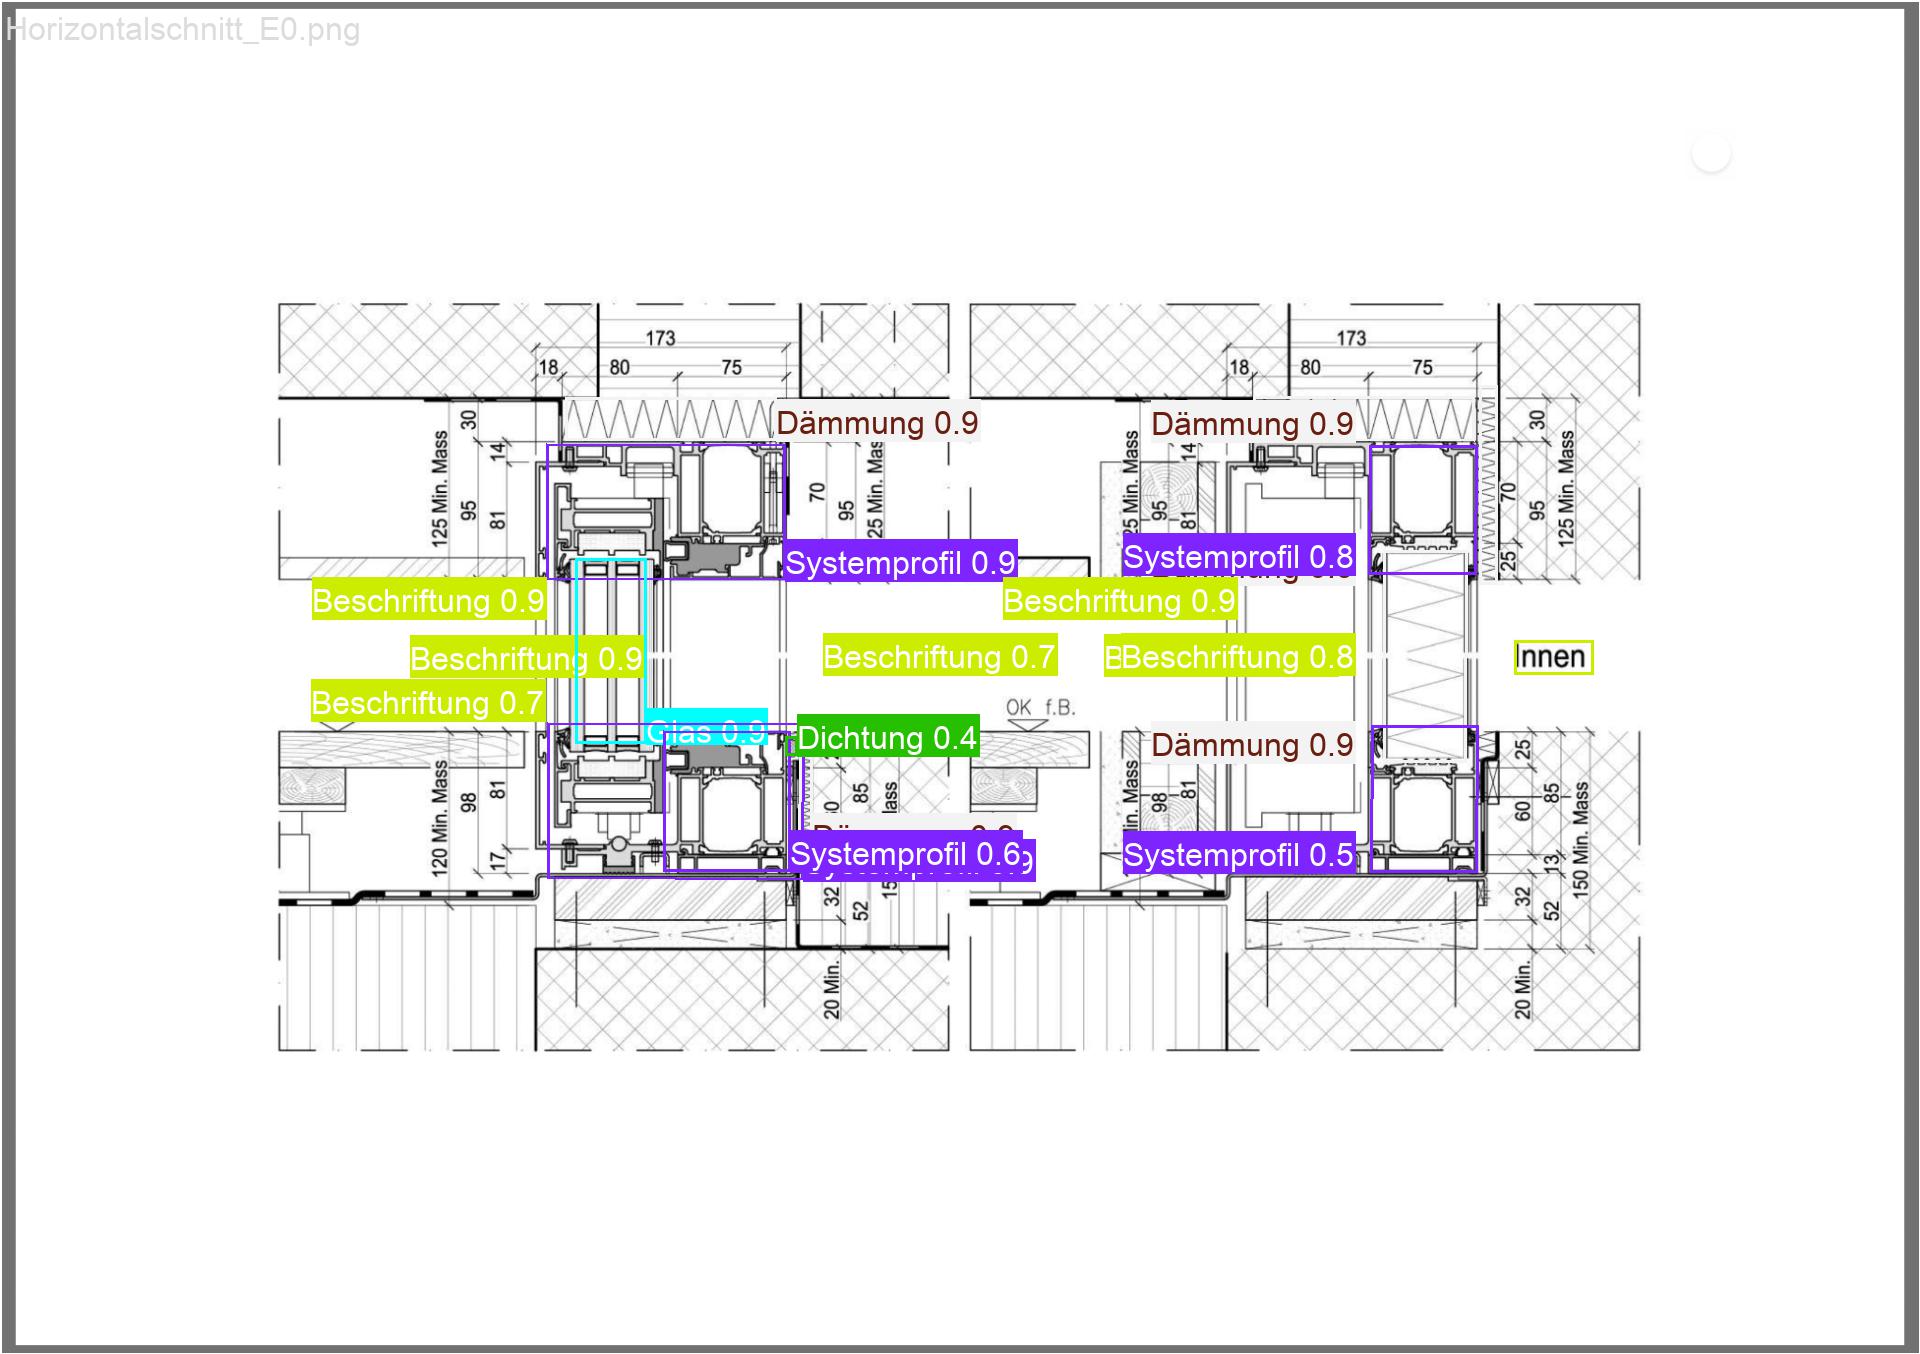 Horizontalschnitt_E0.png
173
173
18
80
75
18
80
75
Dämmung 0.9
Dämmung 0.9
30
14
125 Min. Mass
95
81
70
95
25 Min. Mass
25 Min. Mass
95
14
81
30
70
95
125 Min. Mass
25
Systemprofil 0.9
Systemprofil 0.8
Beschriftung 0.9
Beschriftung 0.9
Beschriftung 0.9
Beschriftung 0.7
Beschriftung 0.8
Innen
Beschriftung 0.7
OK f.B.
Glas 0.9
Dichtung 0.4
Dämmung 0.9
120 Min. Mass
98
81
17
85
98
81
25
60
85
13
150 Min. Mass
Systemprofil 0.6
Systemprofil 0.5
32
52
32
52
20 Min.
20 Min.